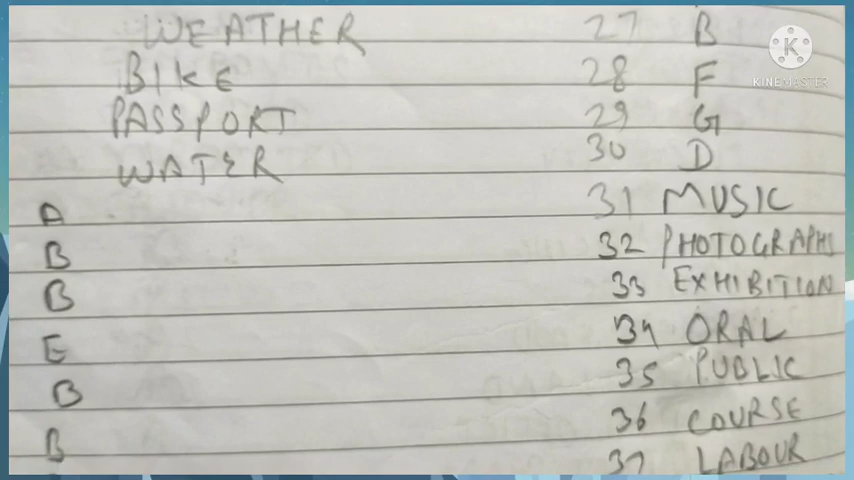 WEATHER 27 B
BIKE 28 F
PASSPORT 29 G
WATER 30 D
A 31 MUSIC
B 32 PHOTOGRAPHS
B 33 EXHIBITION
E 34 ORAL
B 35 PUBLIC
B 36 COURSE
37 LABOUR
K
KINEMASTER